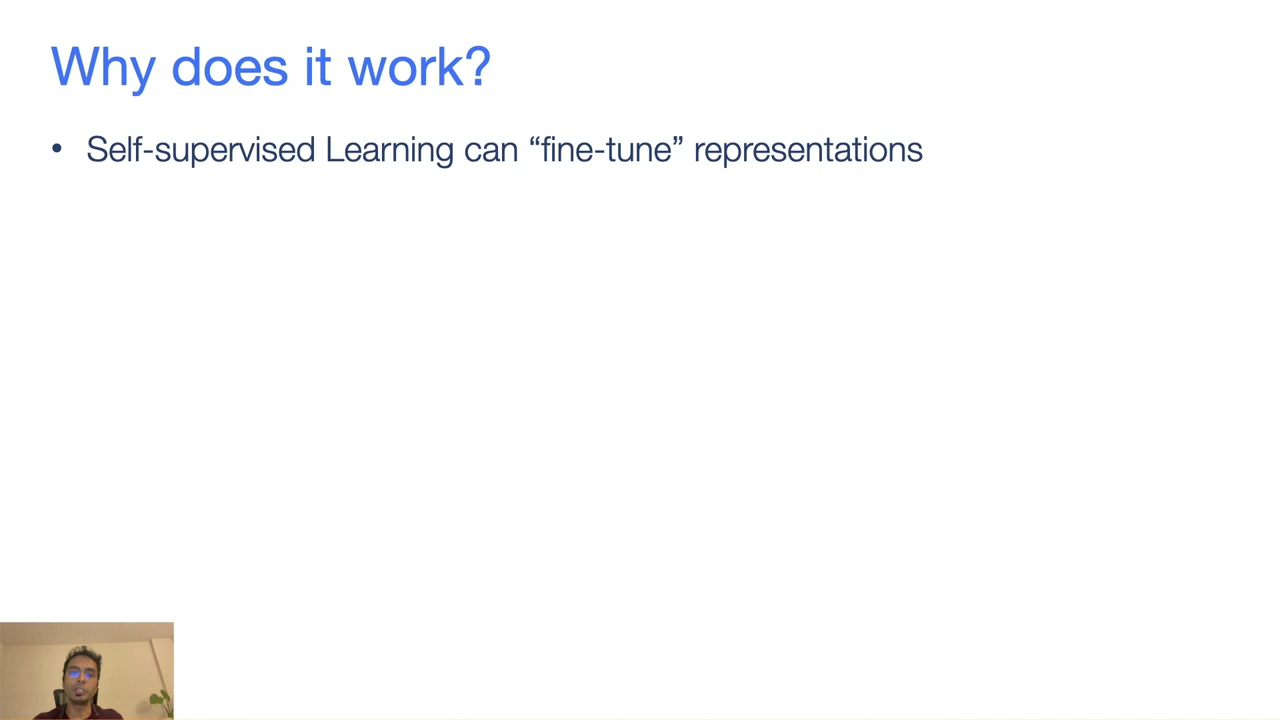 Why does it work?
• Self-supervised Learning can “fine-tune” representations